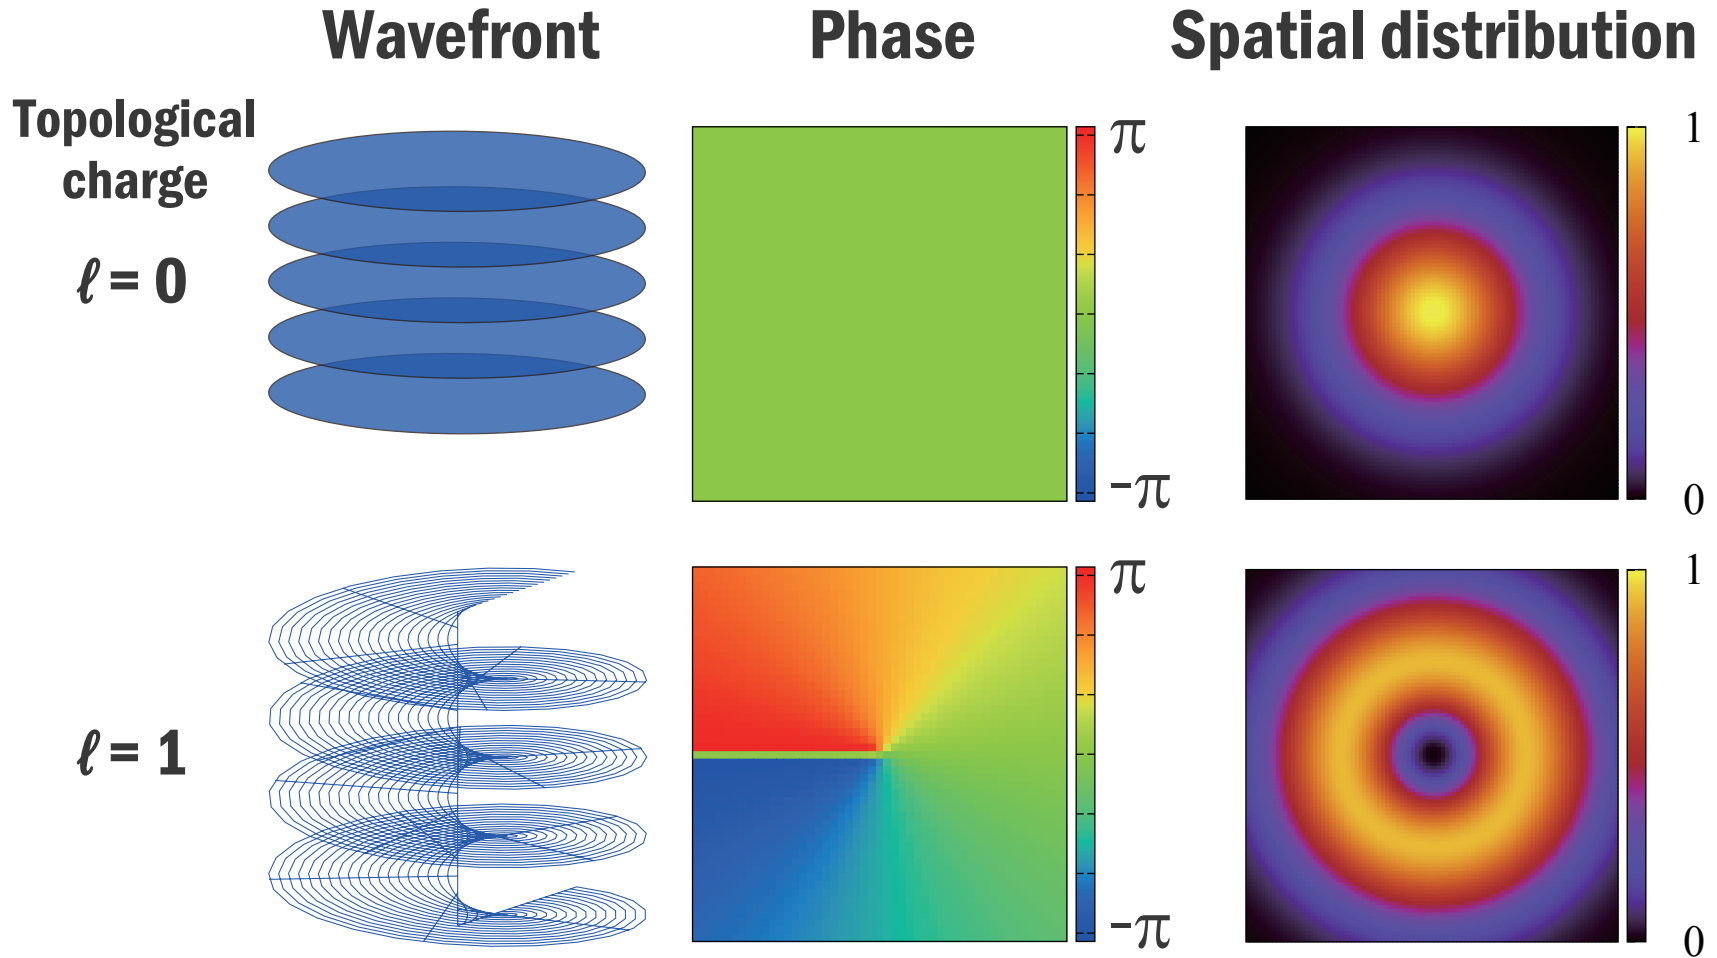 Wavefront Phase Spatial distribution
Topological
charge
ℓ = 0
π
-π
1
0
ℓ = 1
π
-π
1
0